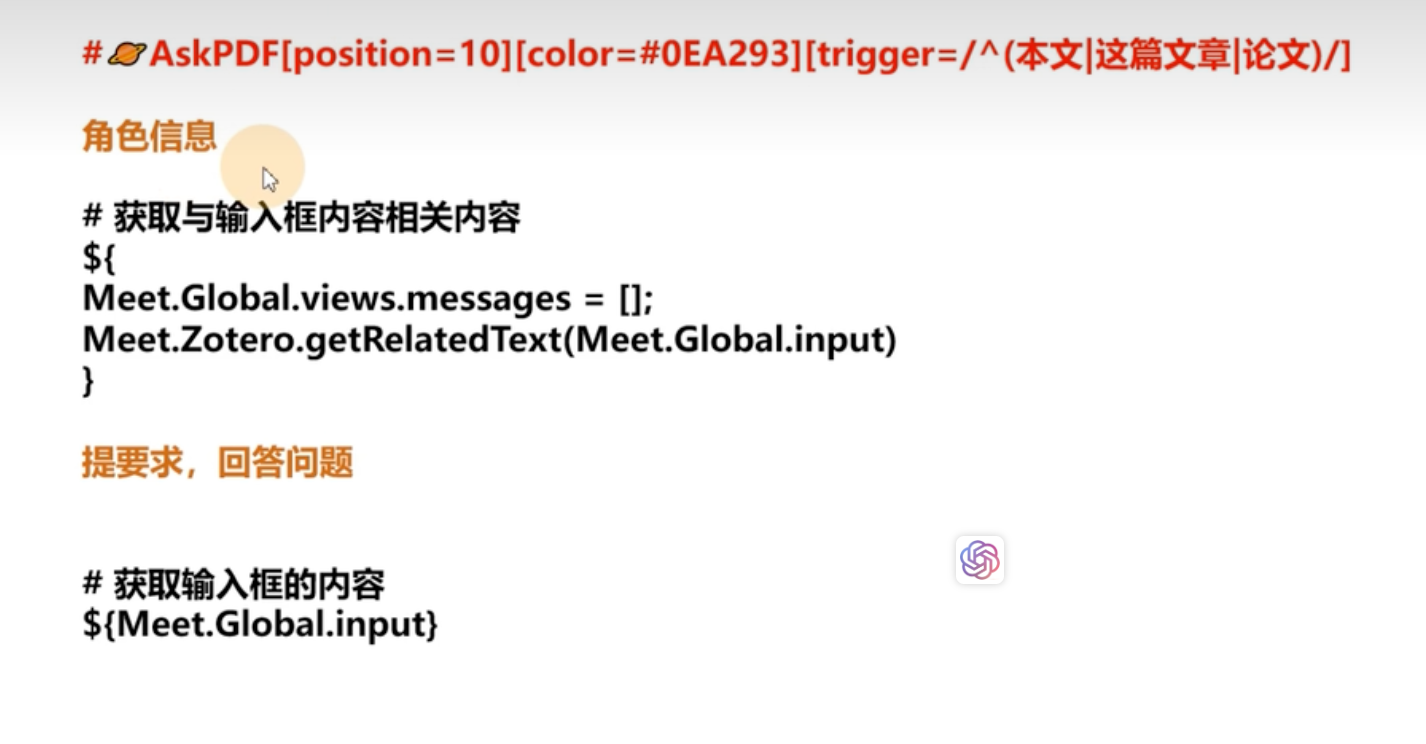 #🪐AskPDF[position=10][color=#0EA293][trigger=/^(本文|这篇文章|论文)/]
角色信息
# 获取与输入框内容相关内容
${
Meet.Global.views.messages = [];
Meet.Zotero.getRelatedText(Meet.Global.input)
}
提要求，回答问题
# 获取输入框的内容
${Meet.Global.input}